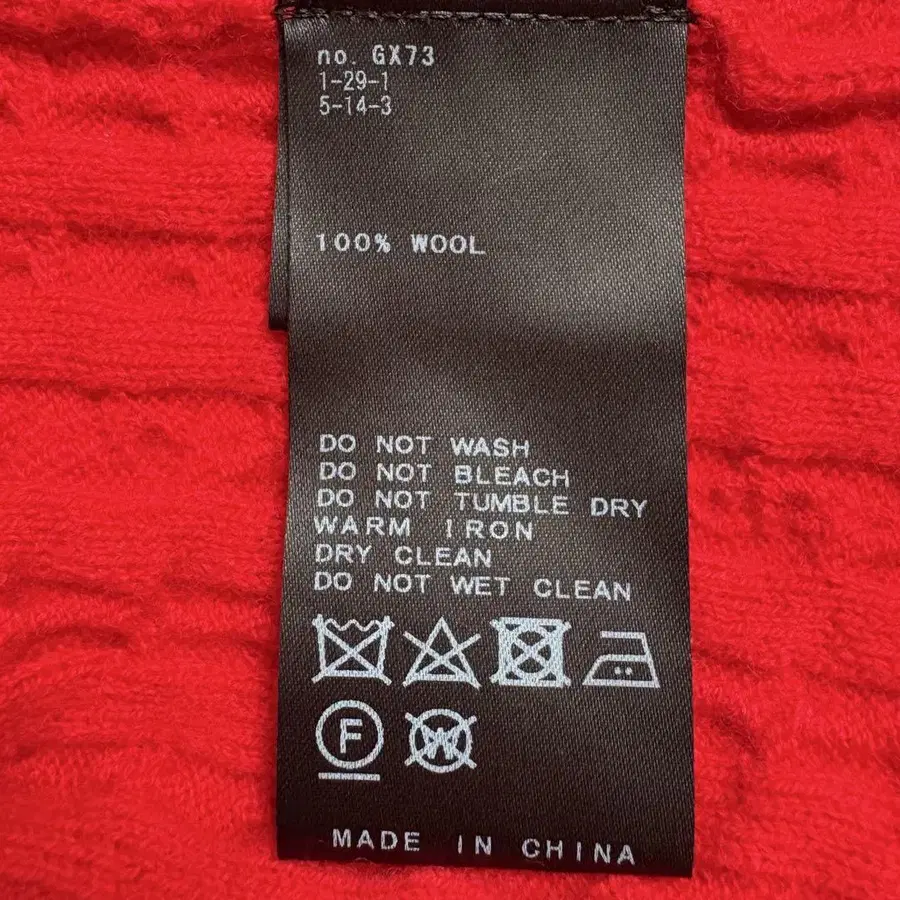 no. GX73
1-29-1
5-14-3
100% WOOL
DO NOT WASH
DO NOT BLEACH
DO NOT TUMBLE DRY
WARM IRON
DRY CLEAN
DO NOT WET CLEAN
F
W
MADE IN CHINA